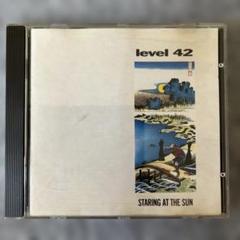 level 42
STARING AT THE SUN